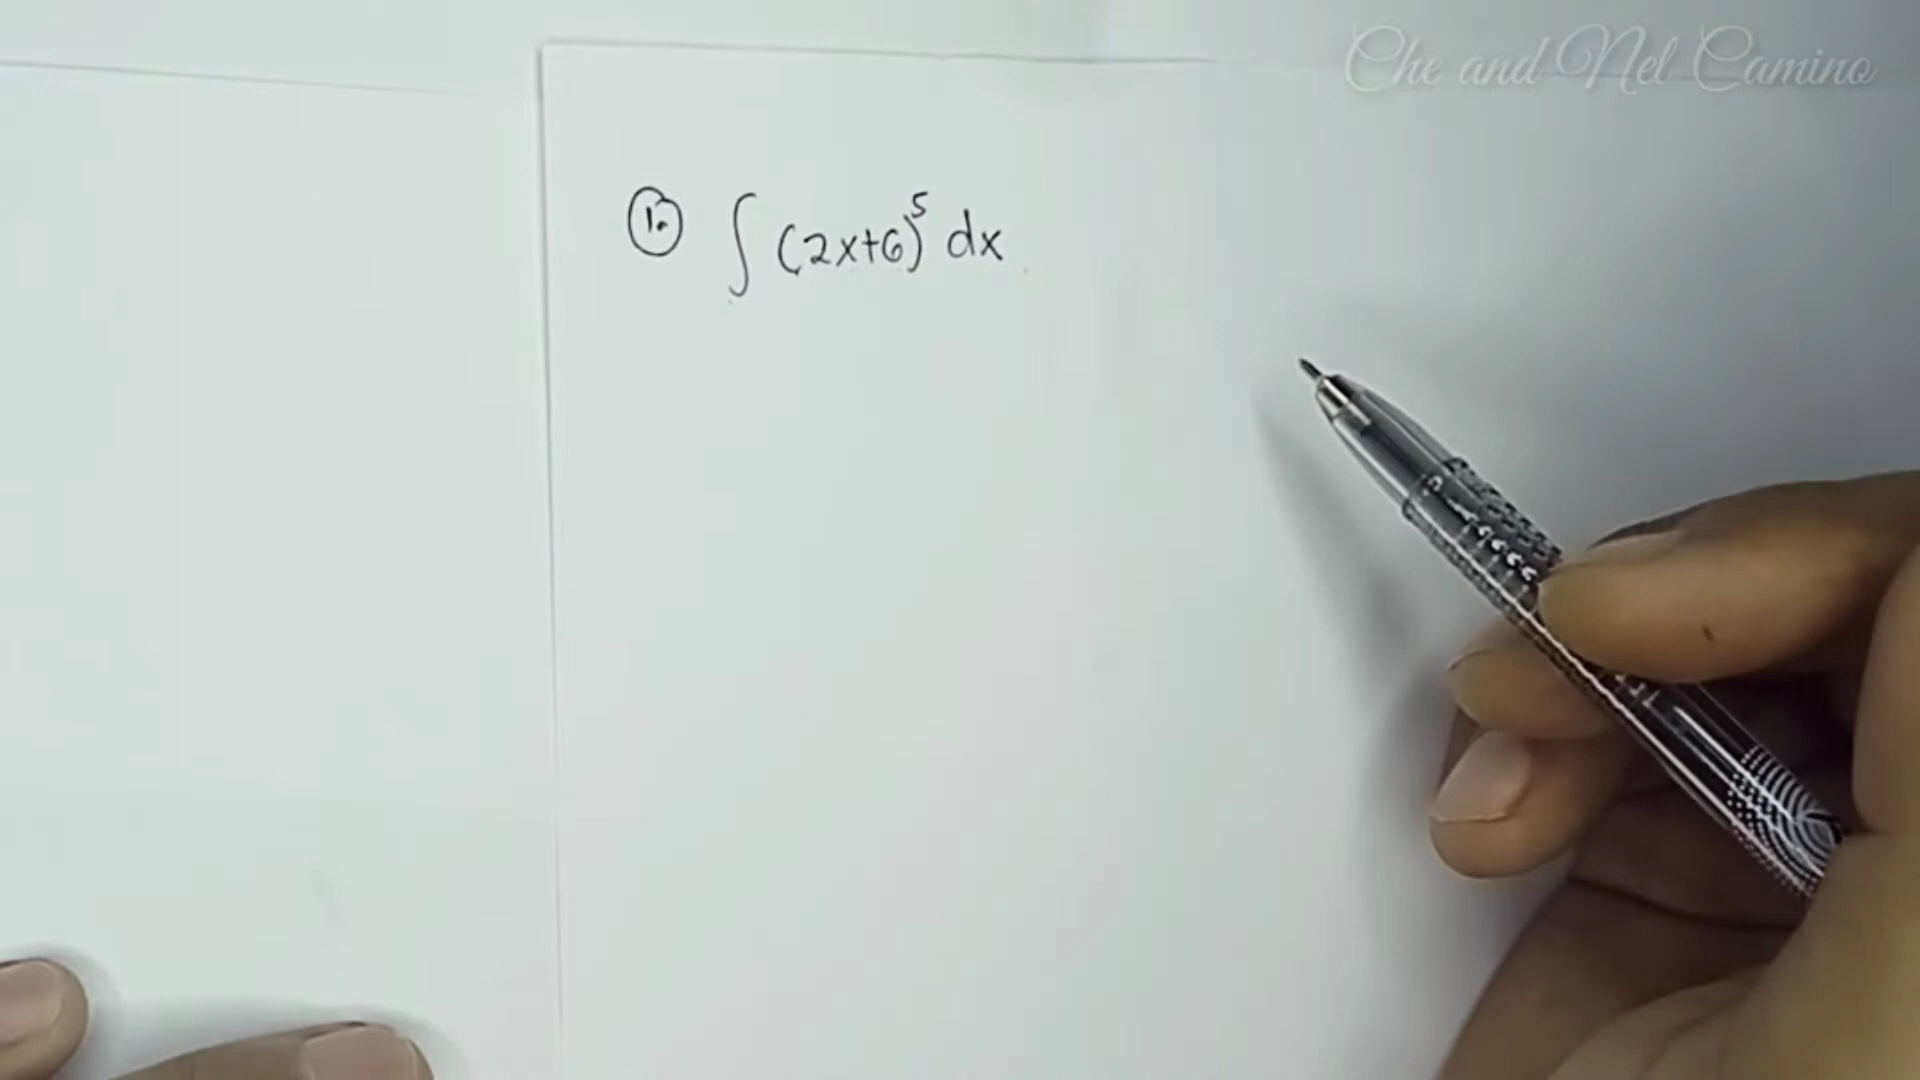 Che and Nel Camino
1. ∫ (2x+6)⁵ dx